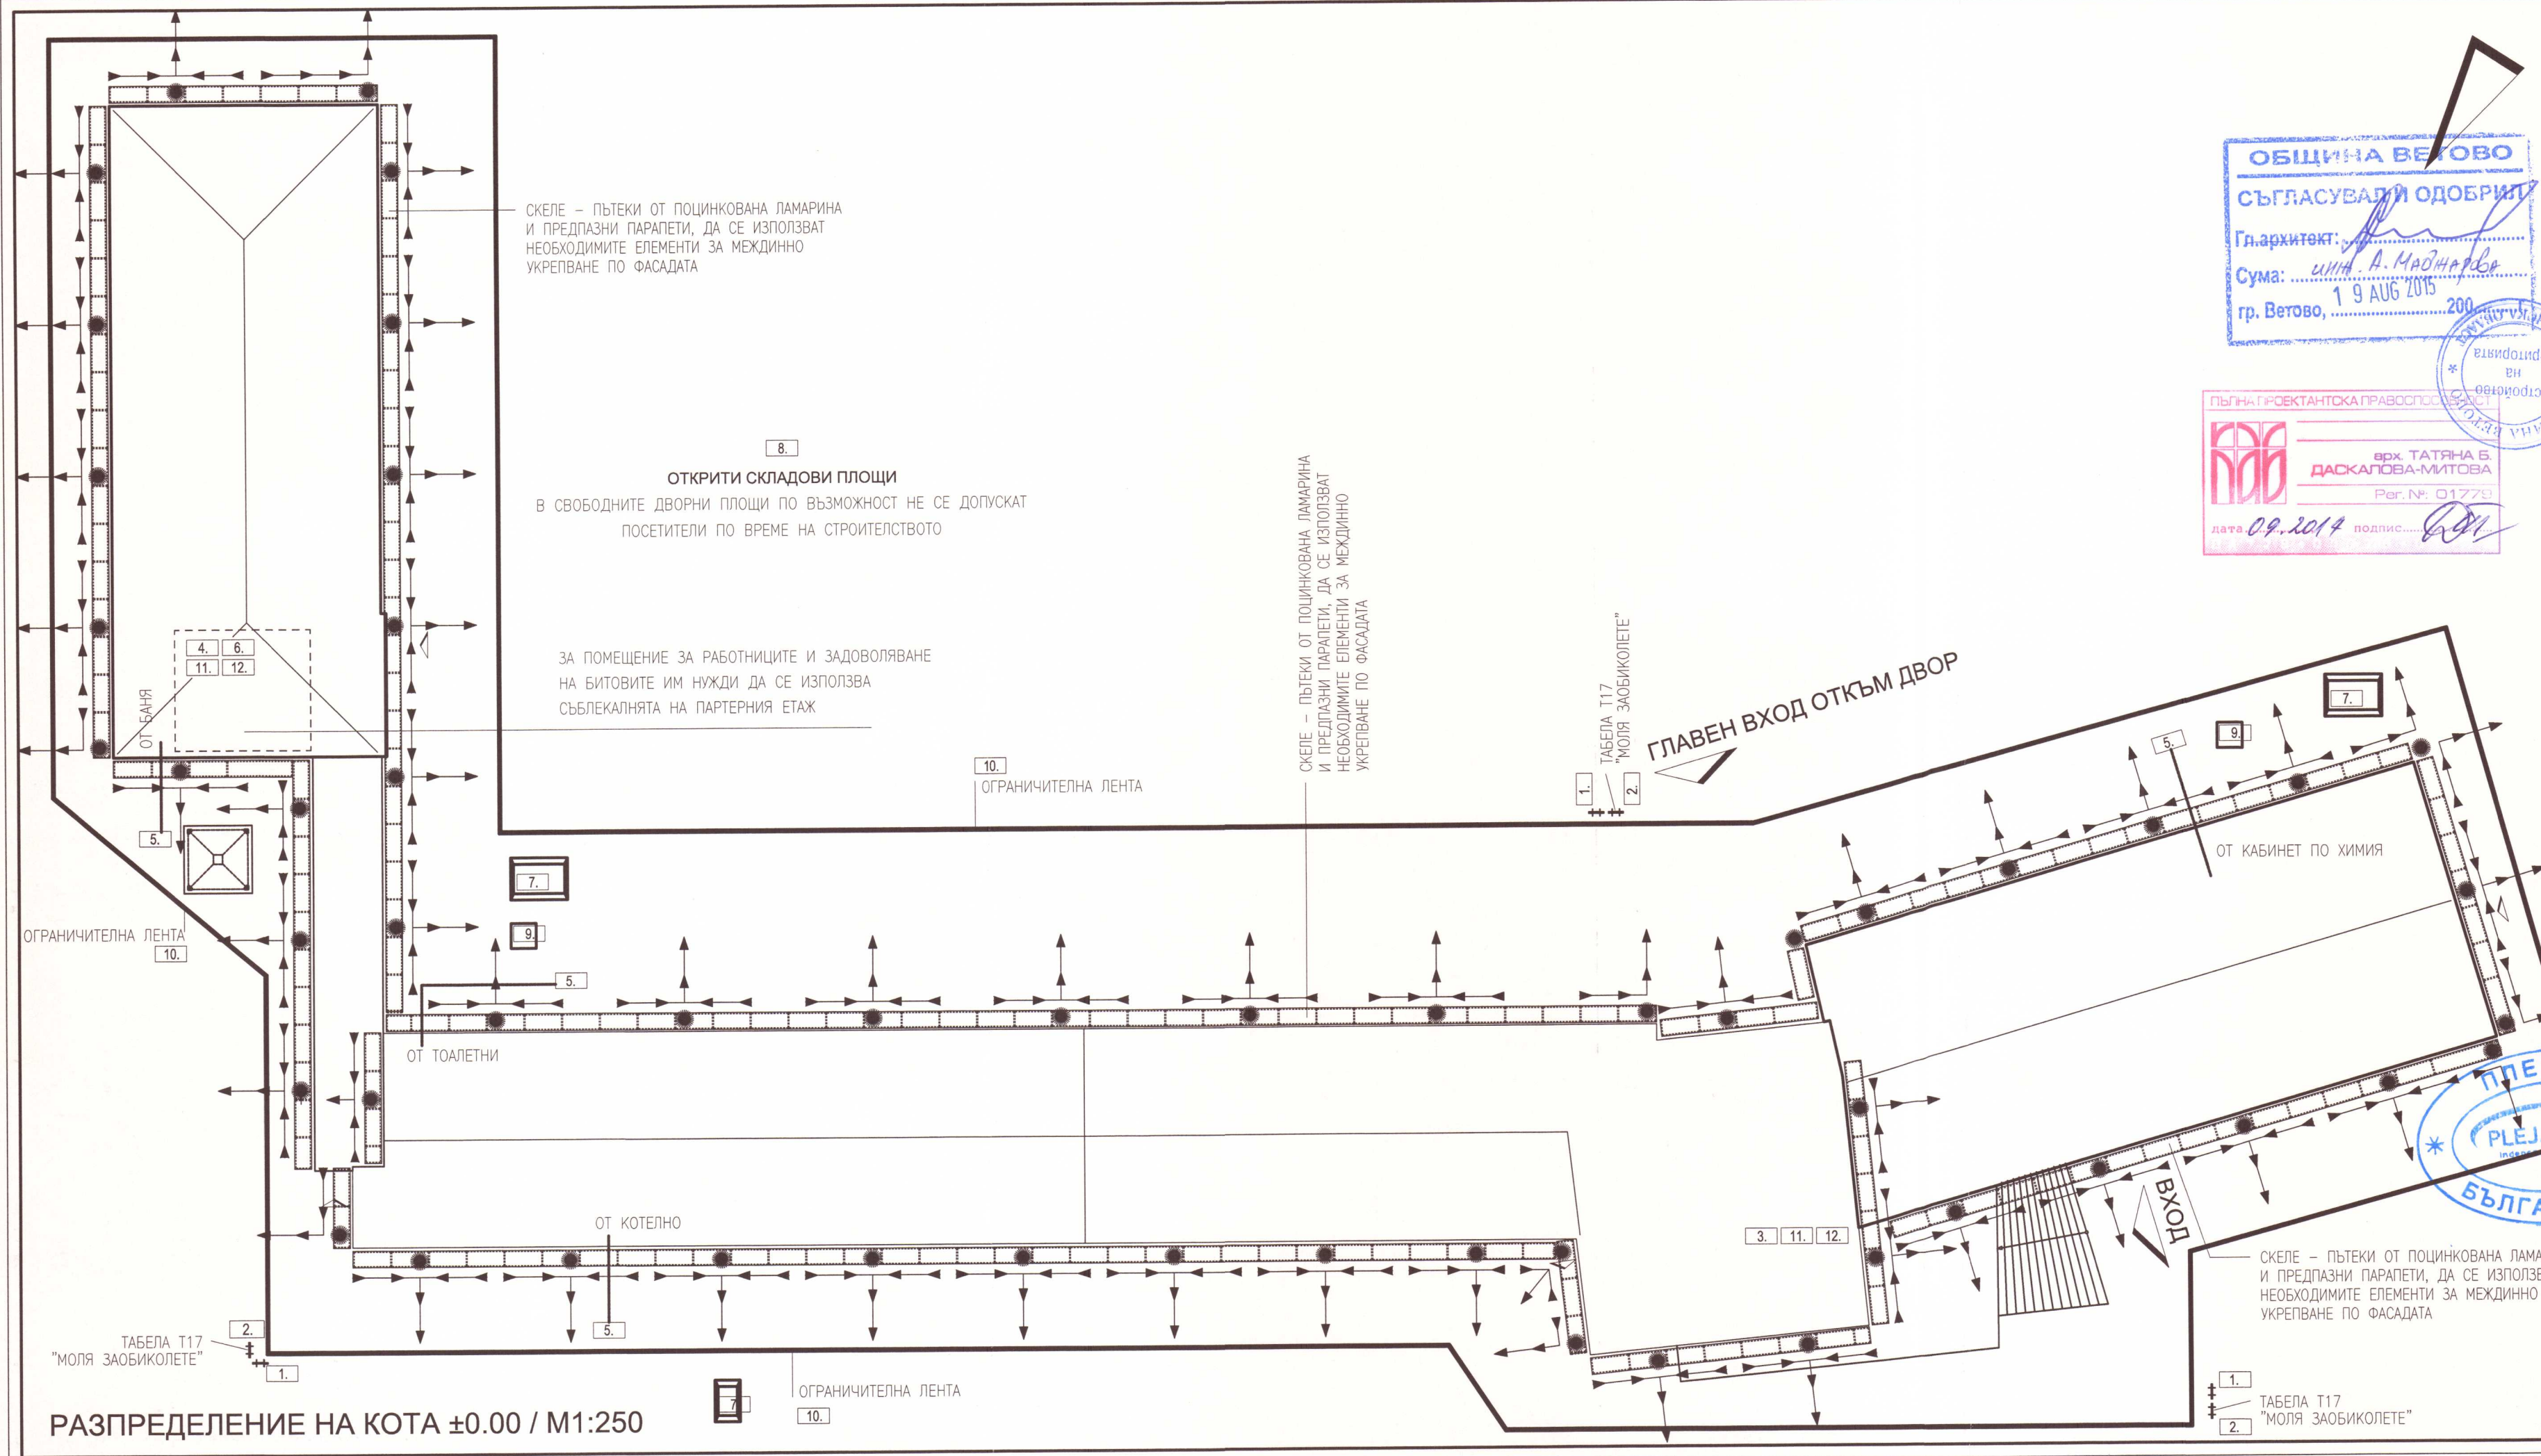 СКЕЛЕ – ПЪТЕКИ ОТ ПОЦИНКОВАНА ЛАМАРИНА
И ПРЕДПАЗНИ ПАРАПЕТИ, ДА СЕ ИЗПОЛЗВАТ
НЕОБХОДИМИТЕ ЕЛЕМЕНТИ ЗА МЕЖДИННО
УКРЕПВАНЕ ПО ФАСАДАТА
ОБЩИНА ВЕТОВО
СЪГЛАСУВАЛ И ОДОБРИЛ
Гл.архитект:
Сума: инж. А. Маджарова
гр. Ветово, 19 AUG 2015 200
ПЪЛНА ПРОЕКТАНТСКА ПРАВОСПОСОБНОСТ
арх. ТАТЯНА Б.
ДАСКАЛОВА-МИТОВА
Рег. №: 01779
дата 09.2014 подпис
8.
ОТКРИТИ СКЛАДОВИ ПЛОЩИ
В СВОБОДНИТЕ ДВОРНИ ПЛОЩИ ПО ВЪЗМОЖНОСТ НЕ СЕ ДОПУСКАТ
ПОСЕТИТЕЛИ ПО ВРЕМЕ НА СТРОИТЕЛСТВОТО
СКЕЛЕ – ПЪТЕКИ ОТ ПОЦИНКОВАНА ЛАМАРИНА
И ПРЕДПАЗНИ ПАРАПЕТИ, ДА СЕ ИЗПОЛЗВАТ
НЕОБХОДИМИТЕ ЕЛЕМЕНТИ ЗА МЕЖДИННО
УКРЕПВАНЕ ПО ФАСАДАТА
4. 6.
11. 12.
ОТ БАНЯ
ЗА ПОМЕЩЕНИЕ ЗА РАБОТНИЦИТЕ И ЗАДОВОЛЯВАНЕ
НА БИТОВИТЕ ИМ НУЖДИ ДА СЕ ИЗПОЛЗВА
СЪБЛЕКАЛНЯТА НА ПАРТЕРНИЯ ЕТАЖ
ТАБЕЛА Т17
"МОЛЯ ЗАОБИКОЛЕТЕ"
1.
2.
ГЛАВЕН ВХОД ОТКЪМ ДВОР
7.
9.
5.
10.
ОГРАНИЧИТЕЛНА ЛЕНТА
5.
ОТ КАБИНЕТ ПО ХИМИЯ
7.
9.
ОГРАНИЧИТЕЛНА ЛЕНТА
10.
5.
ОТ ТОАЛЕТНИ
ОТ КОТЕЛНО
5.
3. 11. 12.
ВХОД
PLEJ
СКЕЛЕ – ПЪТЕКИ ОТ ПОЦИНКОВАНА ЛАМА
И ПРЕДПАЗНИ ПАРАПЕТИ, ДА СЕ ИЗПОЛЗВ
НЕОБХОДИМИТЕ ЕЛЕМЕНТИ ЗА МЕЖДИННО
УКРЕПВАНЕ ПО ФАСАДАТА
2.
ТАБЕЛА Т17
"МОЛЯ ЗАОБИКОЛЕТЕ"
1.
7.
ОГРАНИЧИТЕЛНА ЛЕНТА
10.
1.
ТАБЕЛА Т17
"МОЛЯ ЗАОБИКОЛЕТЕ"
2.
РАЗПРЕДЕЛЕНИЕ НА КОТА ±0.00 / М1:250